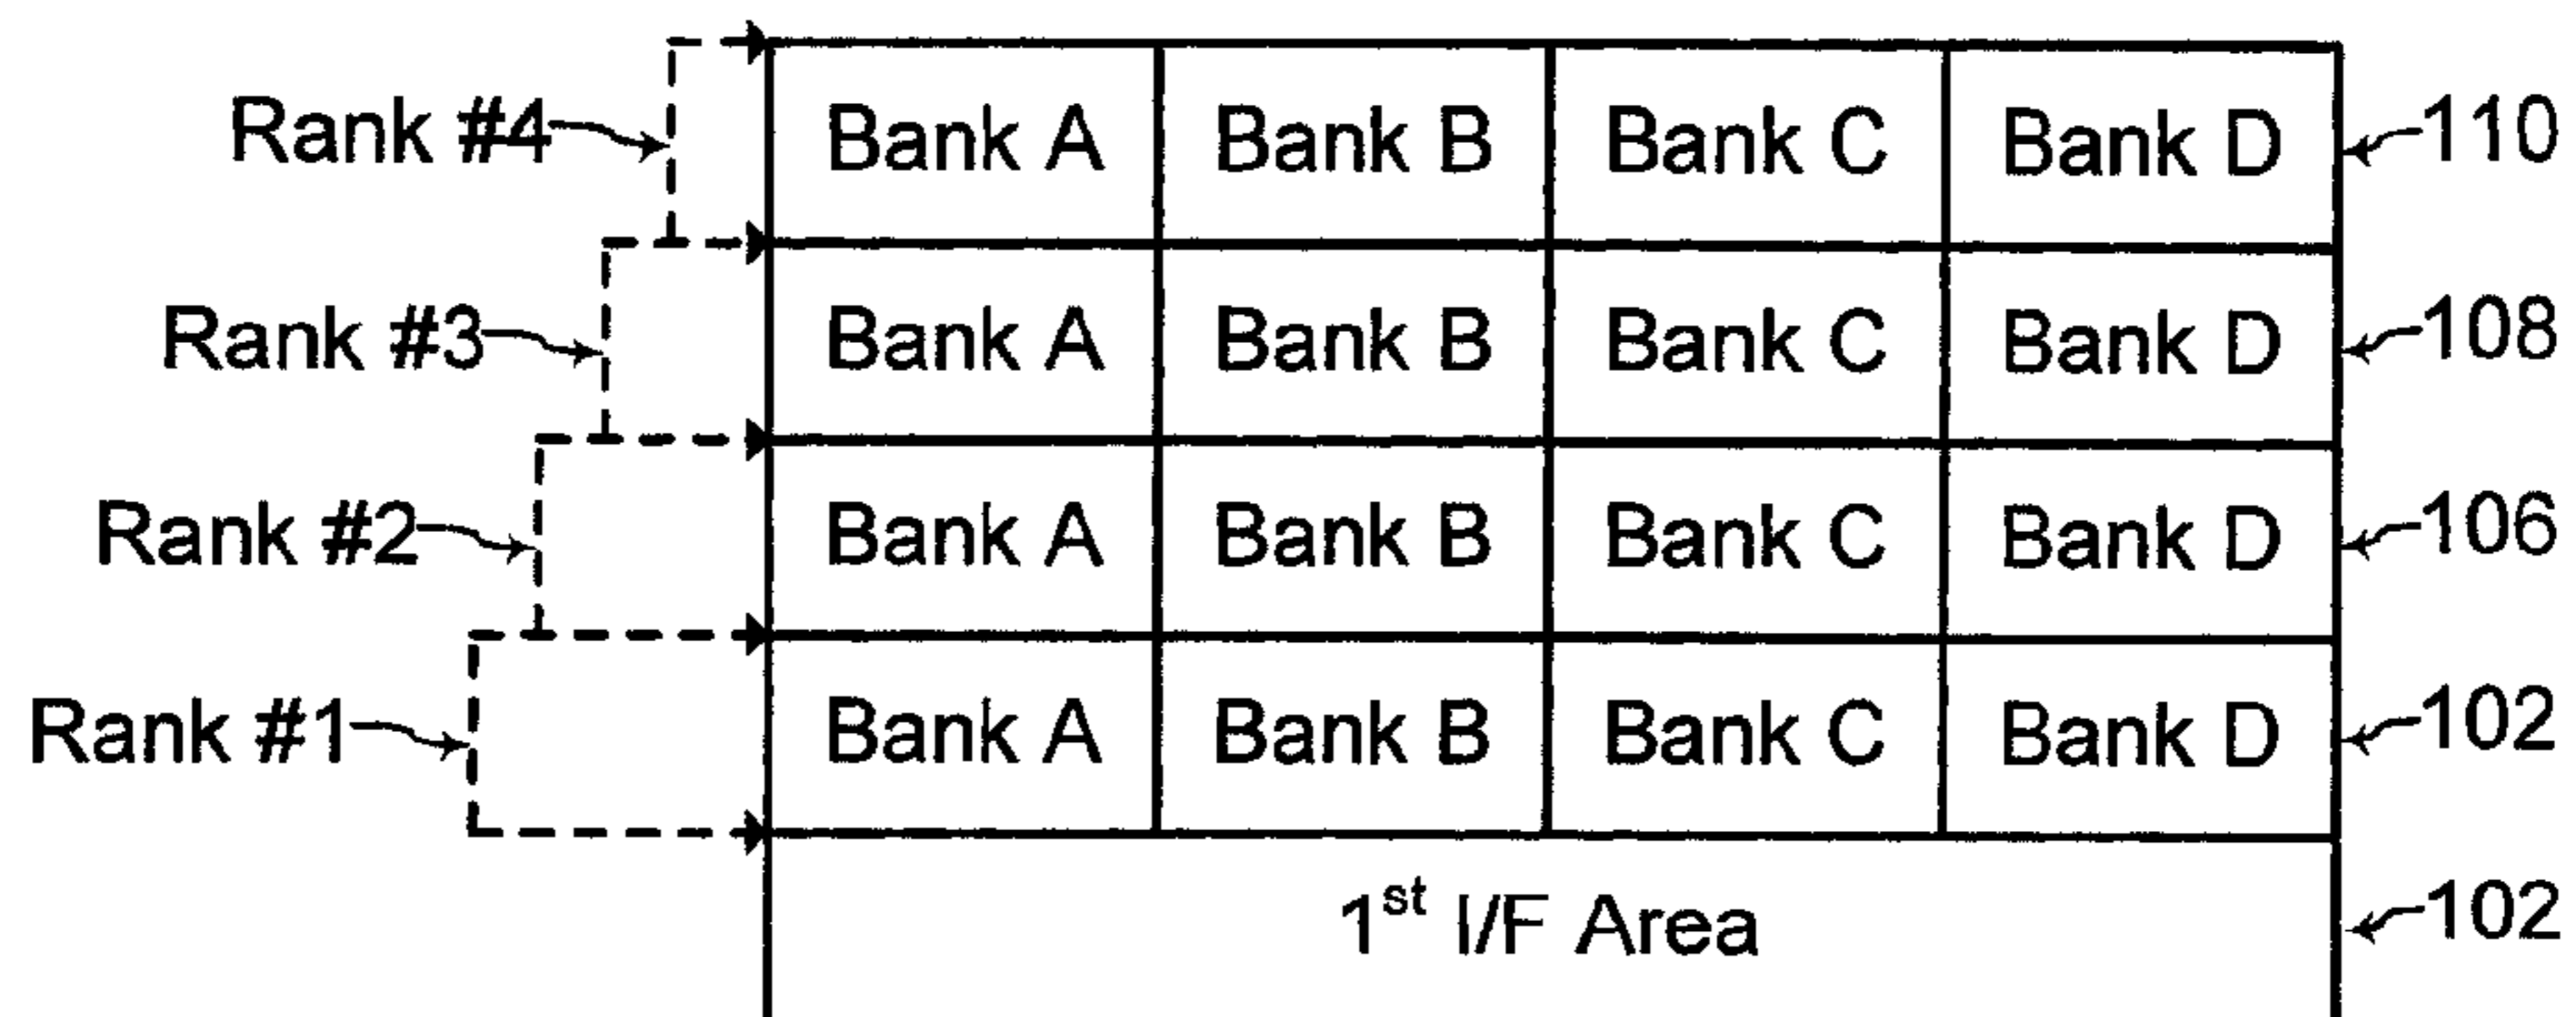 Rank #4 Bank A Bank B Bank C Bank D 110
Rank #3 Bank A Bank B Bank C Bank D 108
Rank #2 Bank A Bank B Bank C Bank D 106
Rank #1 Bank A Bank B Bank C Bank D 102
1st I/F Area 102